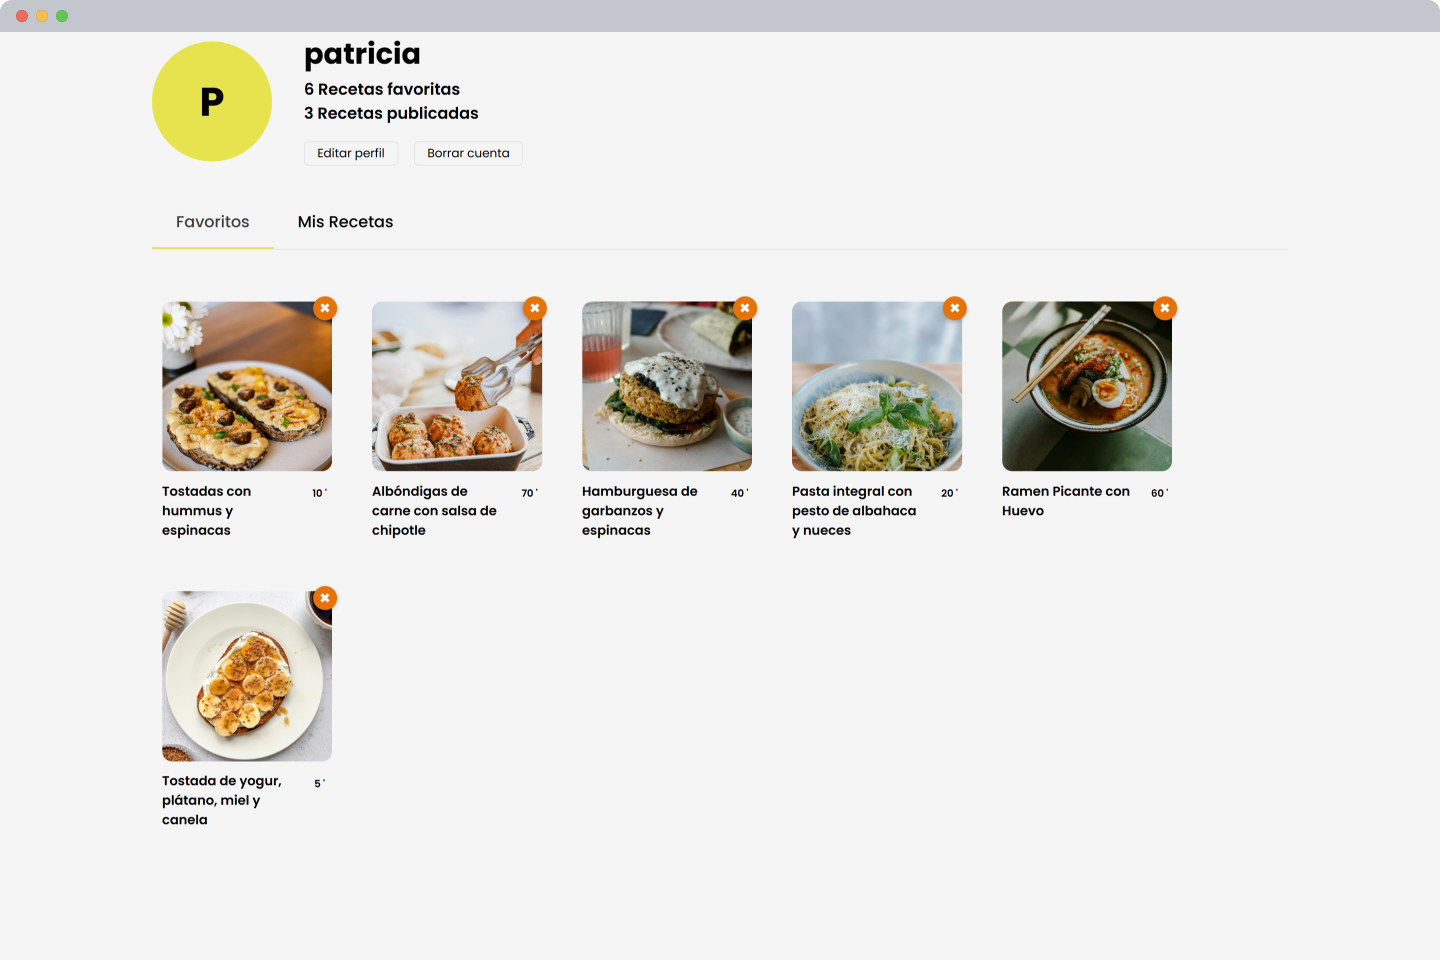 P
patricia
6 Recetas favoritas
3 Recetas publicadas
Editar perfil
Borrar cuenta
Favoritos
Mis Recetas
Tostadas con
hummus y
espinacas
10 '
Albóndigas de
carne con salsa de
chipotle
70 '
Hamburguesa de
garbanzos y
espinacas
40 '
Pasta integral con
pesto de albahaca
y nueces
20 '
Ramen Picante con
Huevo
60 '
Tostada de yogur,
plátano, miel y
canela
5 '